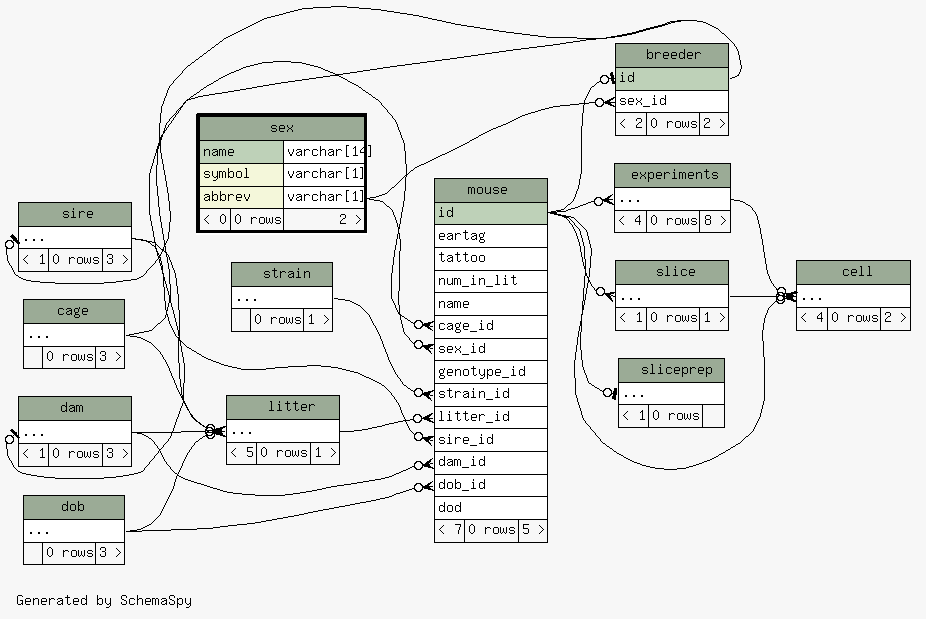 breeder
id
sex_id
< 2 0 rows 2 >
sex
name varchar[14]
symbol varchar[1]
abbrev varchar[1]
< 0 0 rows 2 >
experiments
...
< 4 0 rows 8 >
mouse
id
eartag
tattoo
num_in_lit
name
cage_id
sex_id
genotype_id
strain_id
litter_id
sire_id
dam_id
dob_id
dod
< 7 0 rows 5 >
sire
...
< 1 0 rows 3 >
strain
...
0 rows 1 >
slice
...
< 1 0 rows 1 >
cell
...
< 4 0 rows 2 >
cage
...
0 rows 3 >
sliceprep
...
< 1 0 rows
dam
...
< 1 0 rows 3 >
litter
...
< 5 0 rows 1 >
dob
...
0 rows 3 >
Generated by SchemaSpy